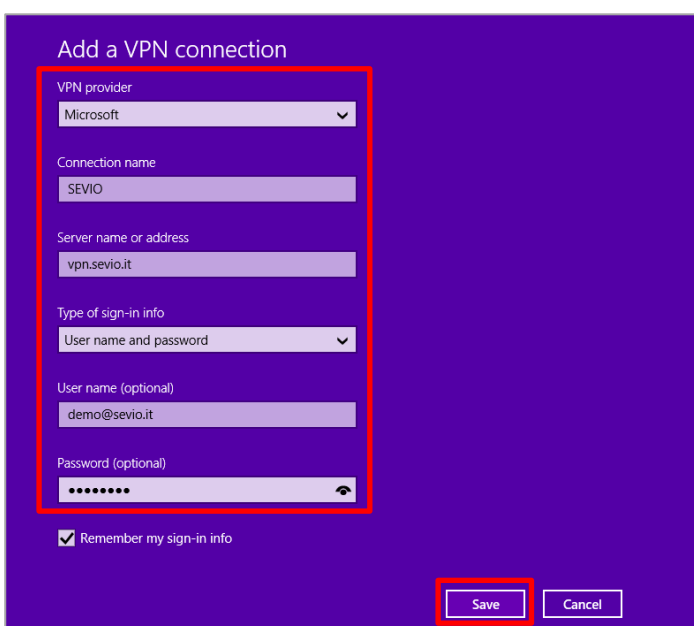 Add a VPN connection
VPN provider
Microsoft
Connection name
SEVIO
Server name or address
vpn.sevio.it
Type of sign-in info
User name and password
User name (optional)
demo@sevio.it
Password (optional)
••••••••
Remember my sign-in info
Save Cancel